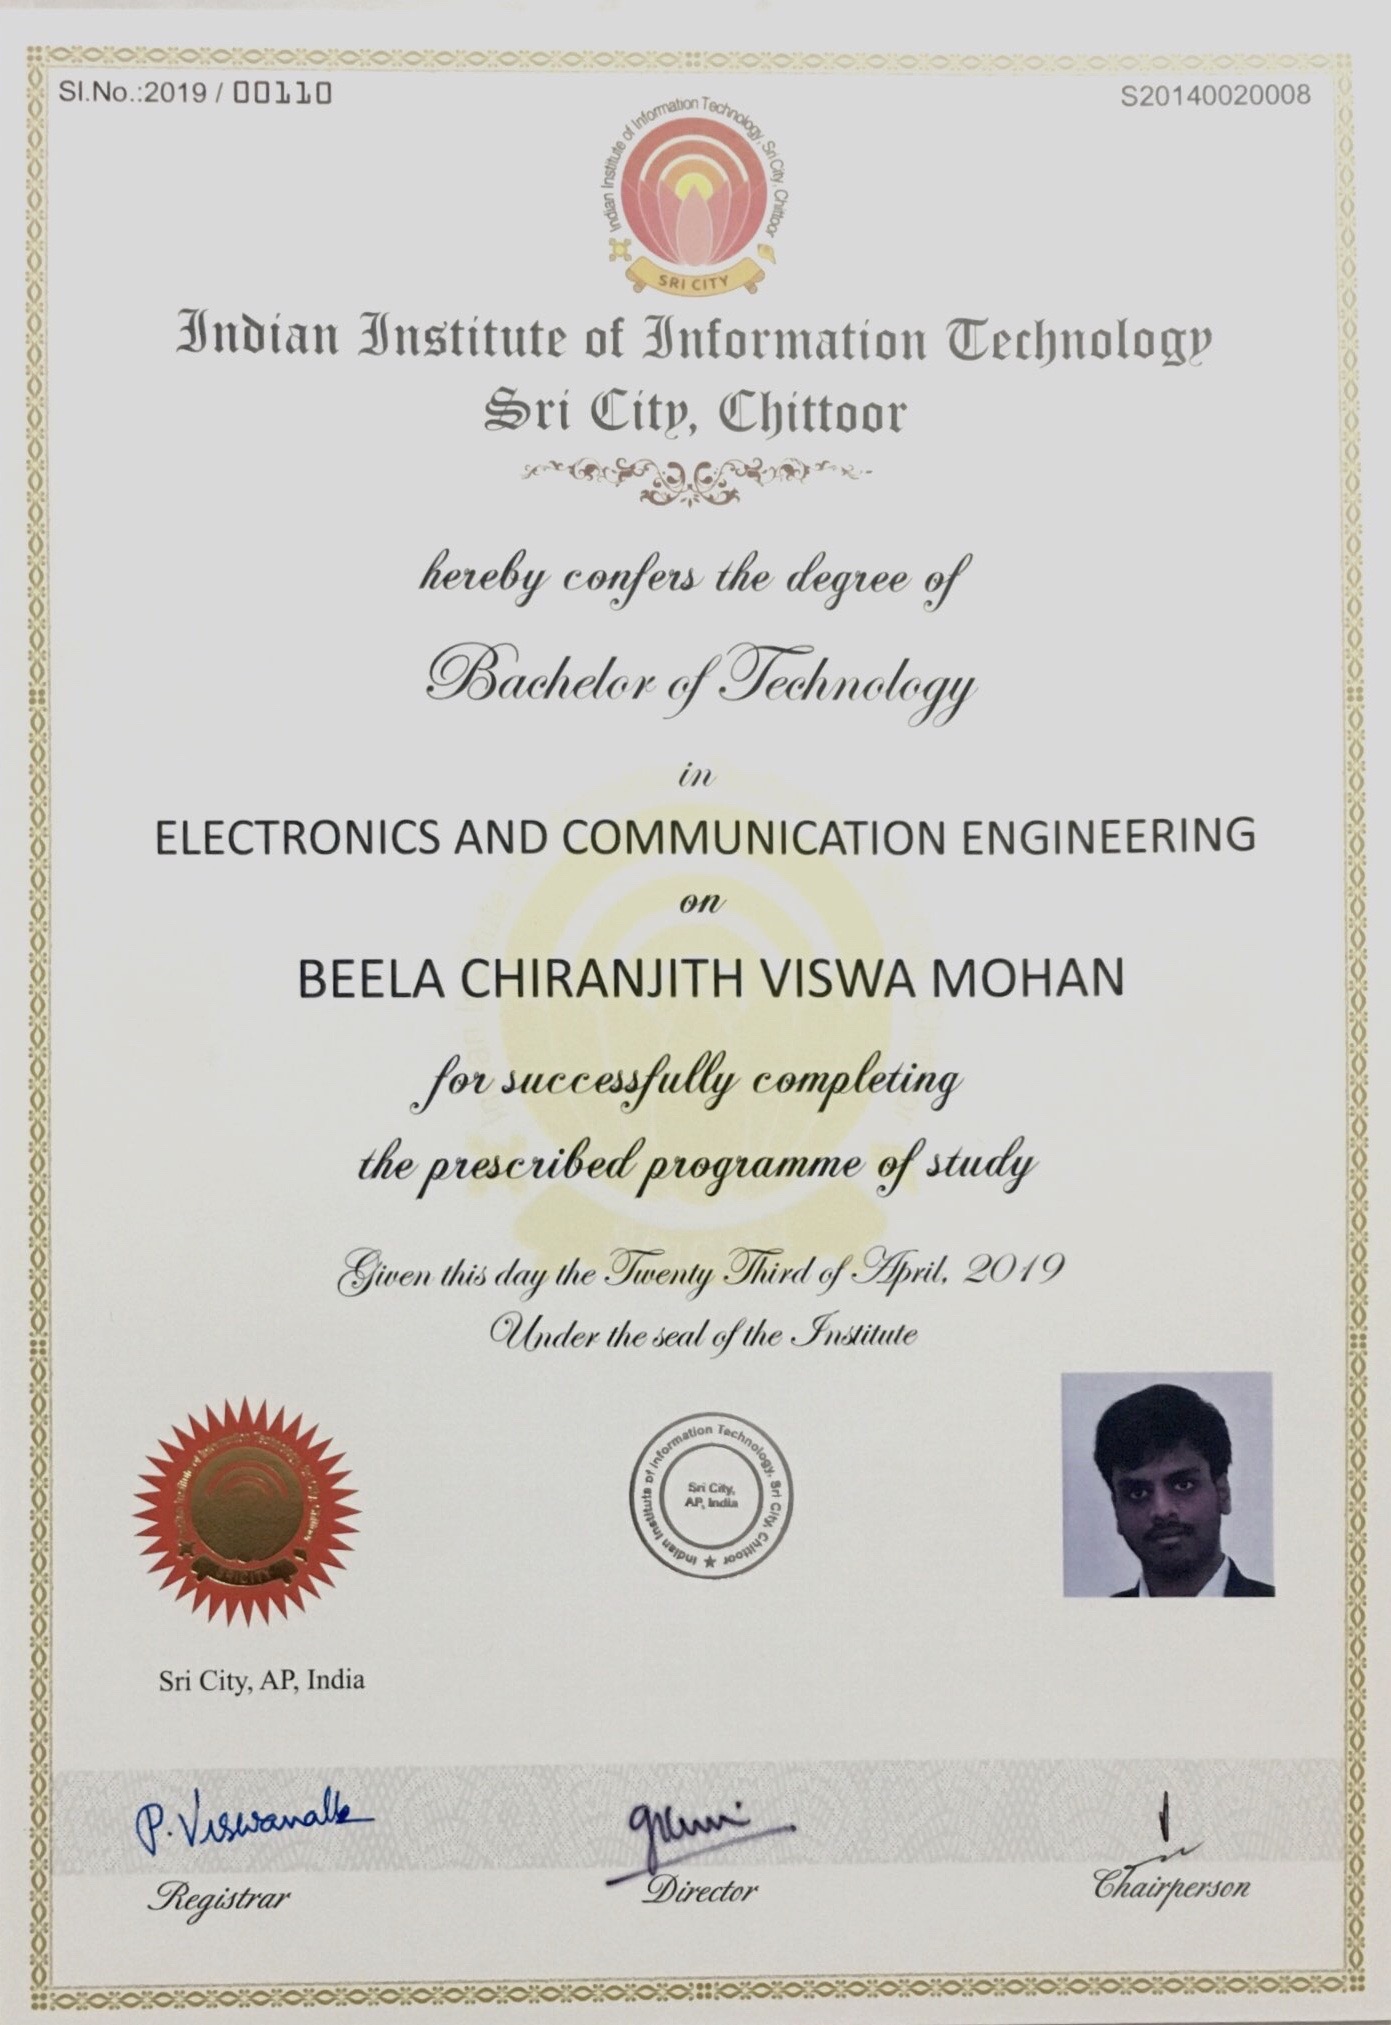 Sl.No.:2019 / 00110
S20140020008
Indian Institute of Information Technology, Sri City, Chittoor
SRI CITY
Indian Institute of Information Technology
Sri City, Chittoor
hereby confers the degree of
Bachelor of Technology
in
ELECTRONICS AND COMMUNICATION ENGINEERING
on
BEELA CHIRANJITH VISWA MOHAN
for successfully completing
the prescribed programme of study
Given this day the Twenty Third of April, 2019
Under the seal of the Institute
Indian Institute of Information Technology, Sri City, Chittoor
Sri City,
AP, India
SRI CITY
Sri City, AP, India
P. Viswanath
Registrar
Director
Chairperson